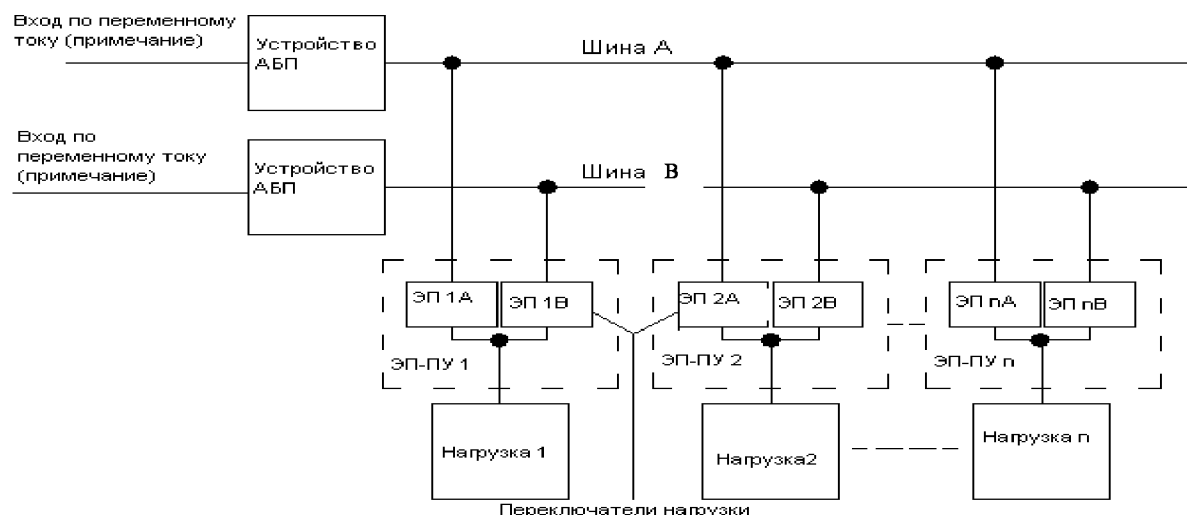 Вход по переменному
току (примечание)
Устройство
АБП
Шина А
Вход по
переменному току
(примечание)
Устройство
АБП
Шина В
ЭП 1А
ЭП 1В
ЭП 2А
ЭП 2В
ЭП nА
ЭП nВ
ЭП-ПУ 1
ЭП-ПУ 2
ЭП-ПУ n
Нагрузка 1
Нагрузка2
Нагрузка n
Переключатели нагрузки